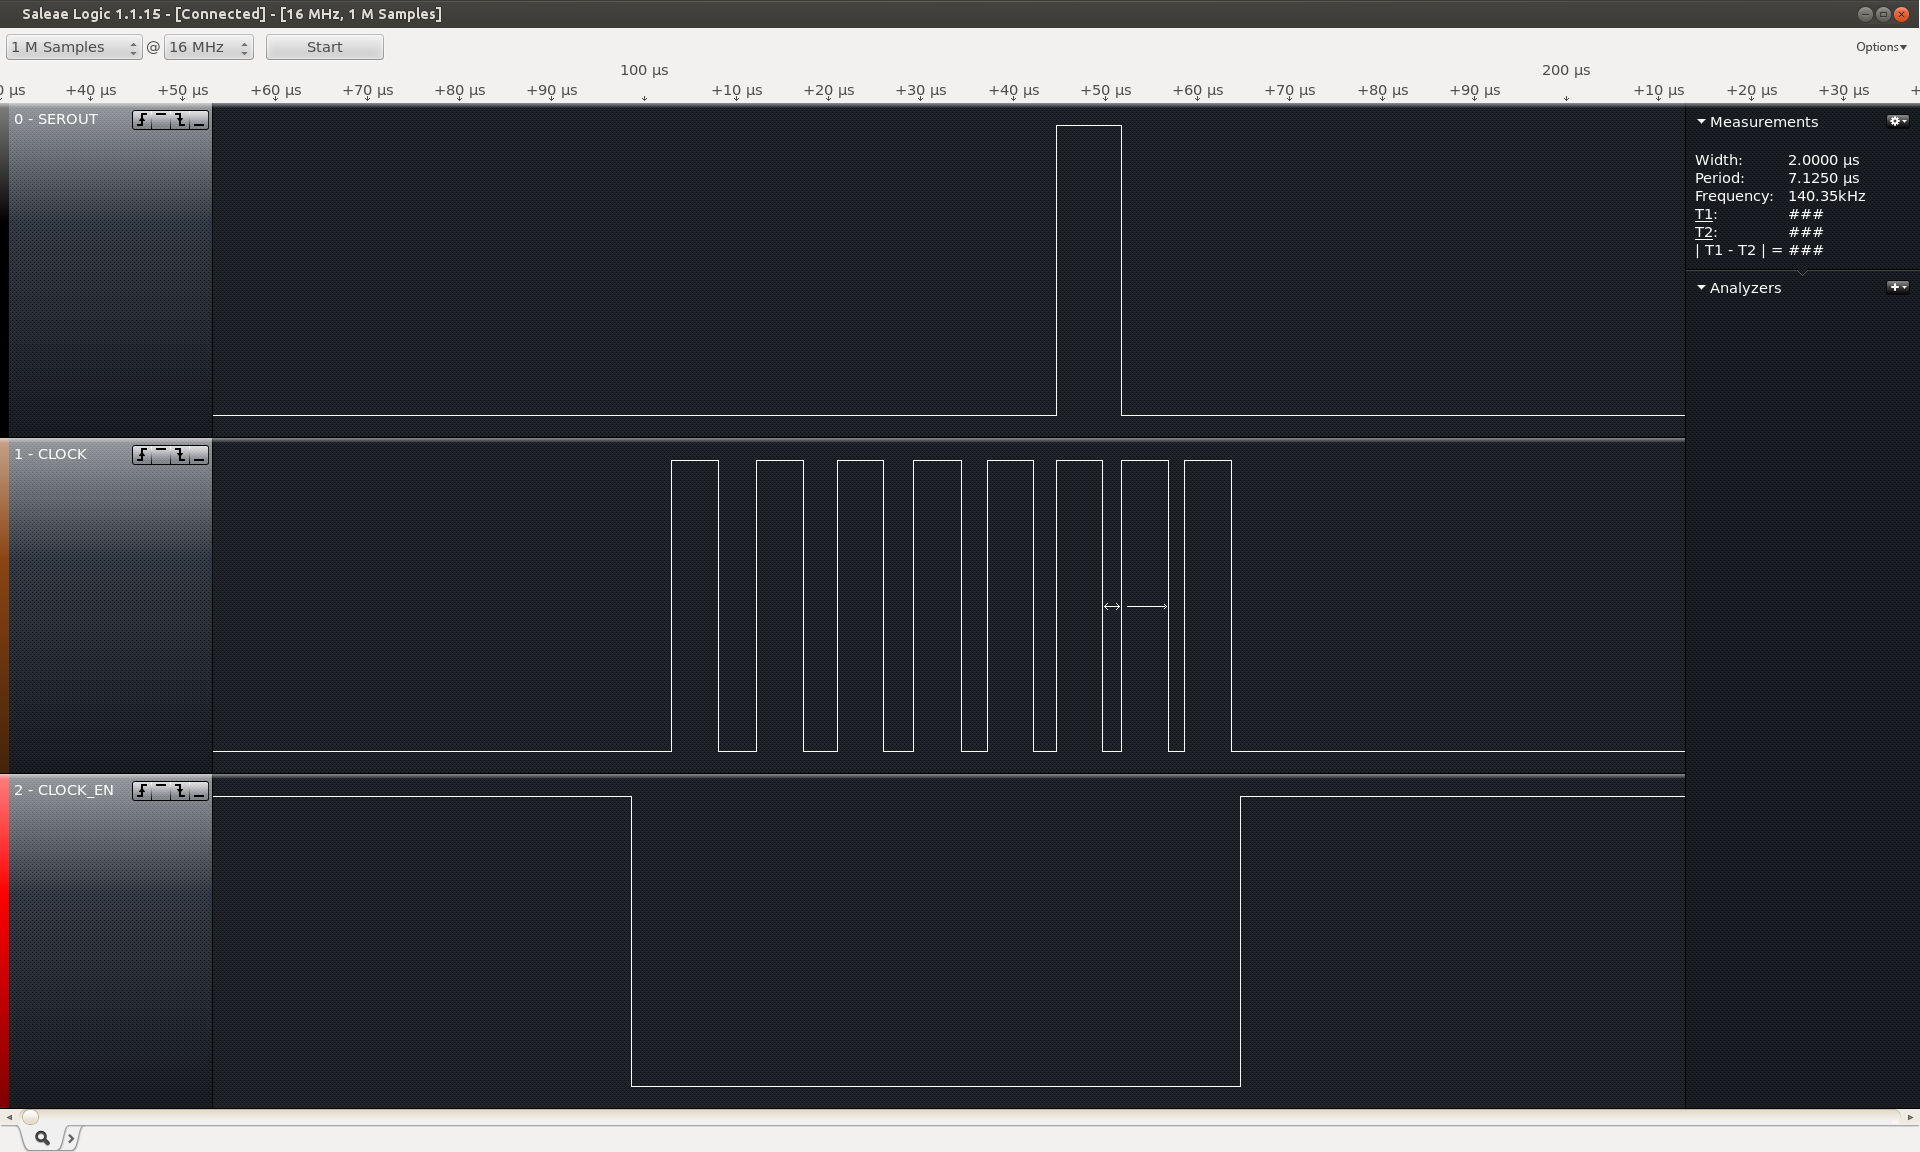 Saleae Logic 1.1.15 - [Connected] - [16 MHz, 1 M Samples]
1 M Samples @ 16 MHz Start Options
100 µs 200 µs
0 µs +40 µs +50 µs +60 µs +70 µs +80 µs +90 µs +10 µs +20 µs +30 µs +40 µs +50 µs +60 µs +70 µs +80 µs +90 µs +10 µs +20 µs +30 µs +
0 - SEROUT
1 - CLOCK
2 - CLOCK_EN
Measurements
Width: 2.0000 µs
Period: 7.1250 µs
Frequency: 140.35kHz
T1: ###
T2: ###
| T1 - T2 | = ###
Analyzers